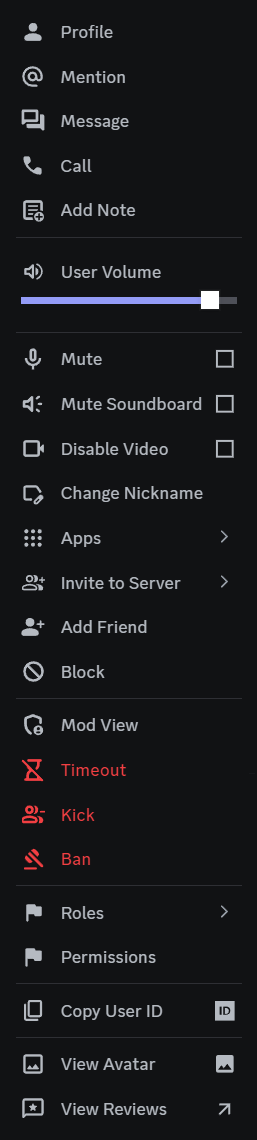 Profile
Mention
Message
Call
Add Note
User Volume
Mute
Mute Soundboard
Disable Video
Change Nickname
Apps
Invite to Server
Add Friend
Block
Mod View
Timeout
Kick
Ban
Roles
Permissions
Copy User ID ID
View Avatar
View Reviews